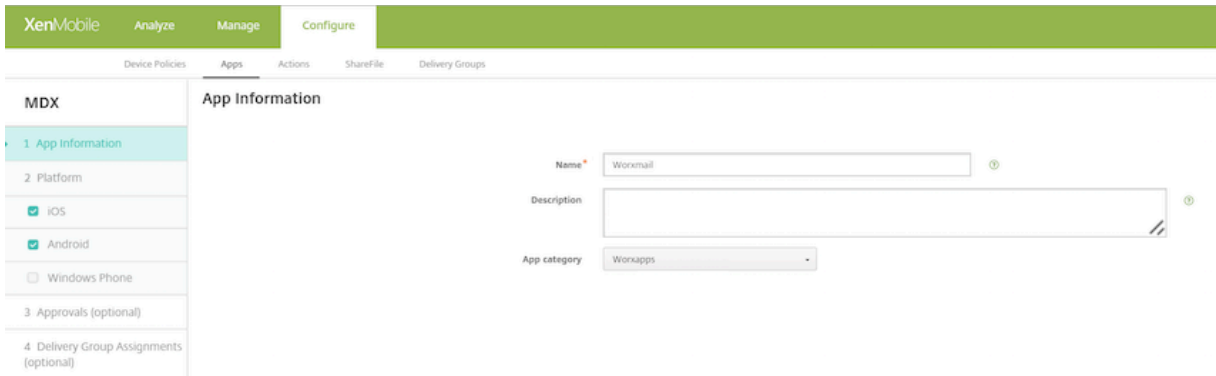 XenMobile Analyze Manage Configure
Device Policies Apps Actions ShareFile Delivery Groups
MDX
1 App Information
2 Platform
iOS
Android
Windows Phone
3 Approvals (optional)
4 Delivery Group Assignments
(optional)
App Information
Name* Worxmail
Description
App category Worxapps